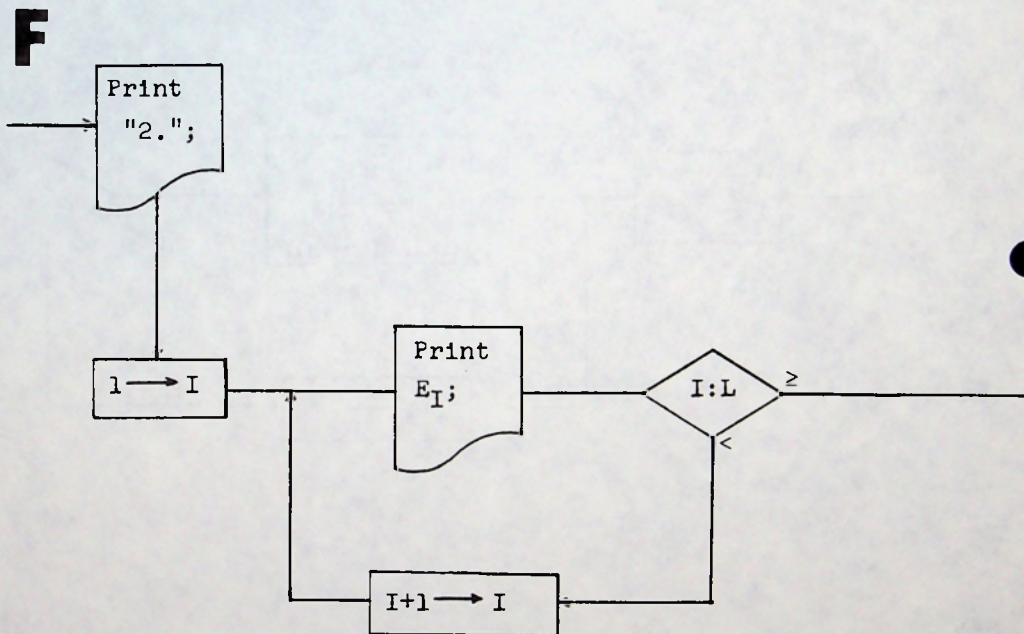 F
Print
"2.";
1 ⟶ I
Print
E_I;
I:L
≥
<
I+1 ⟶ I